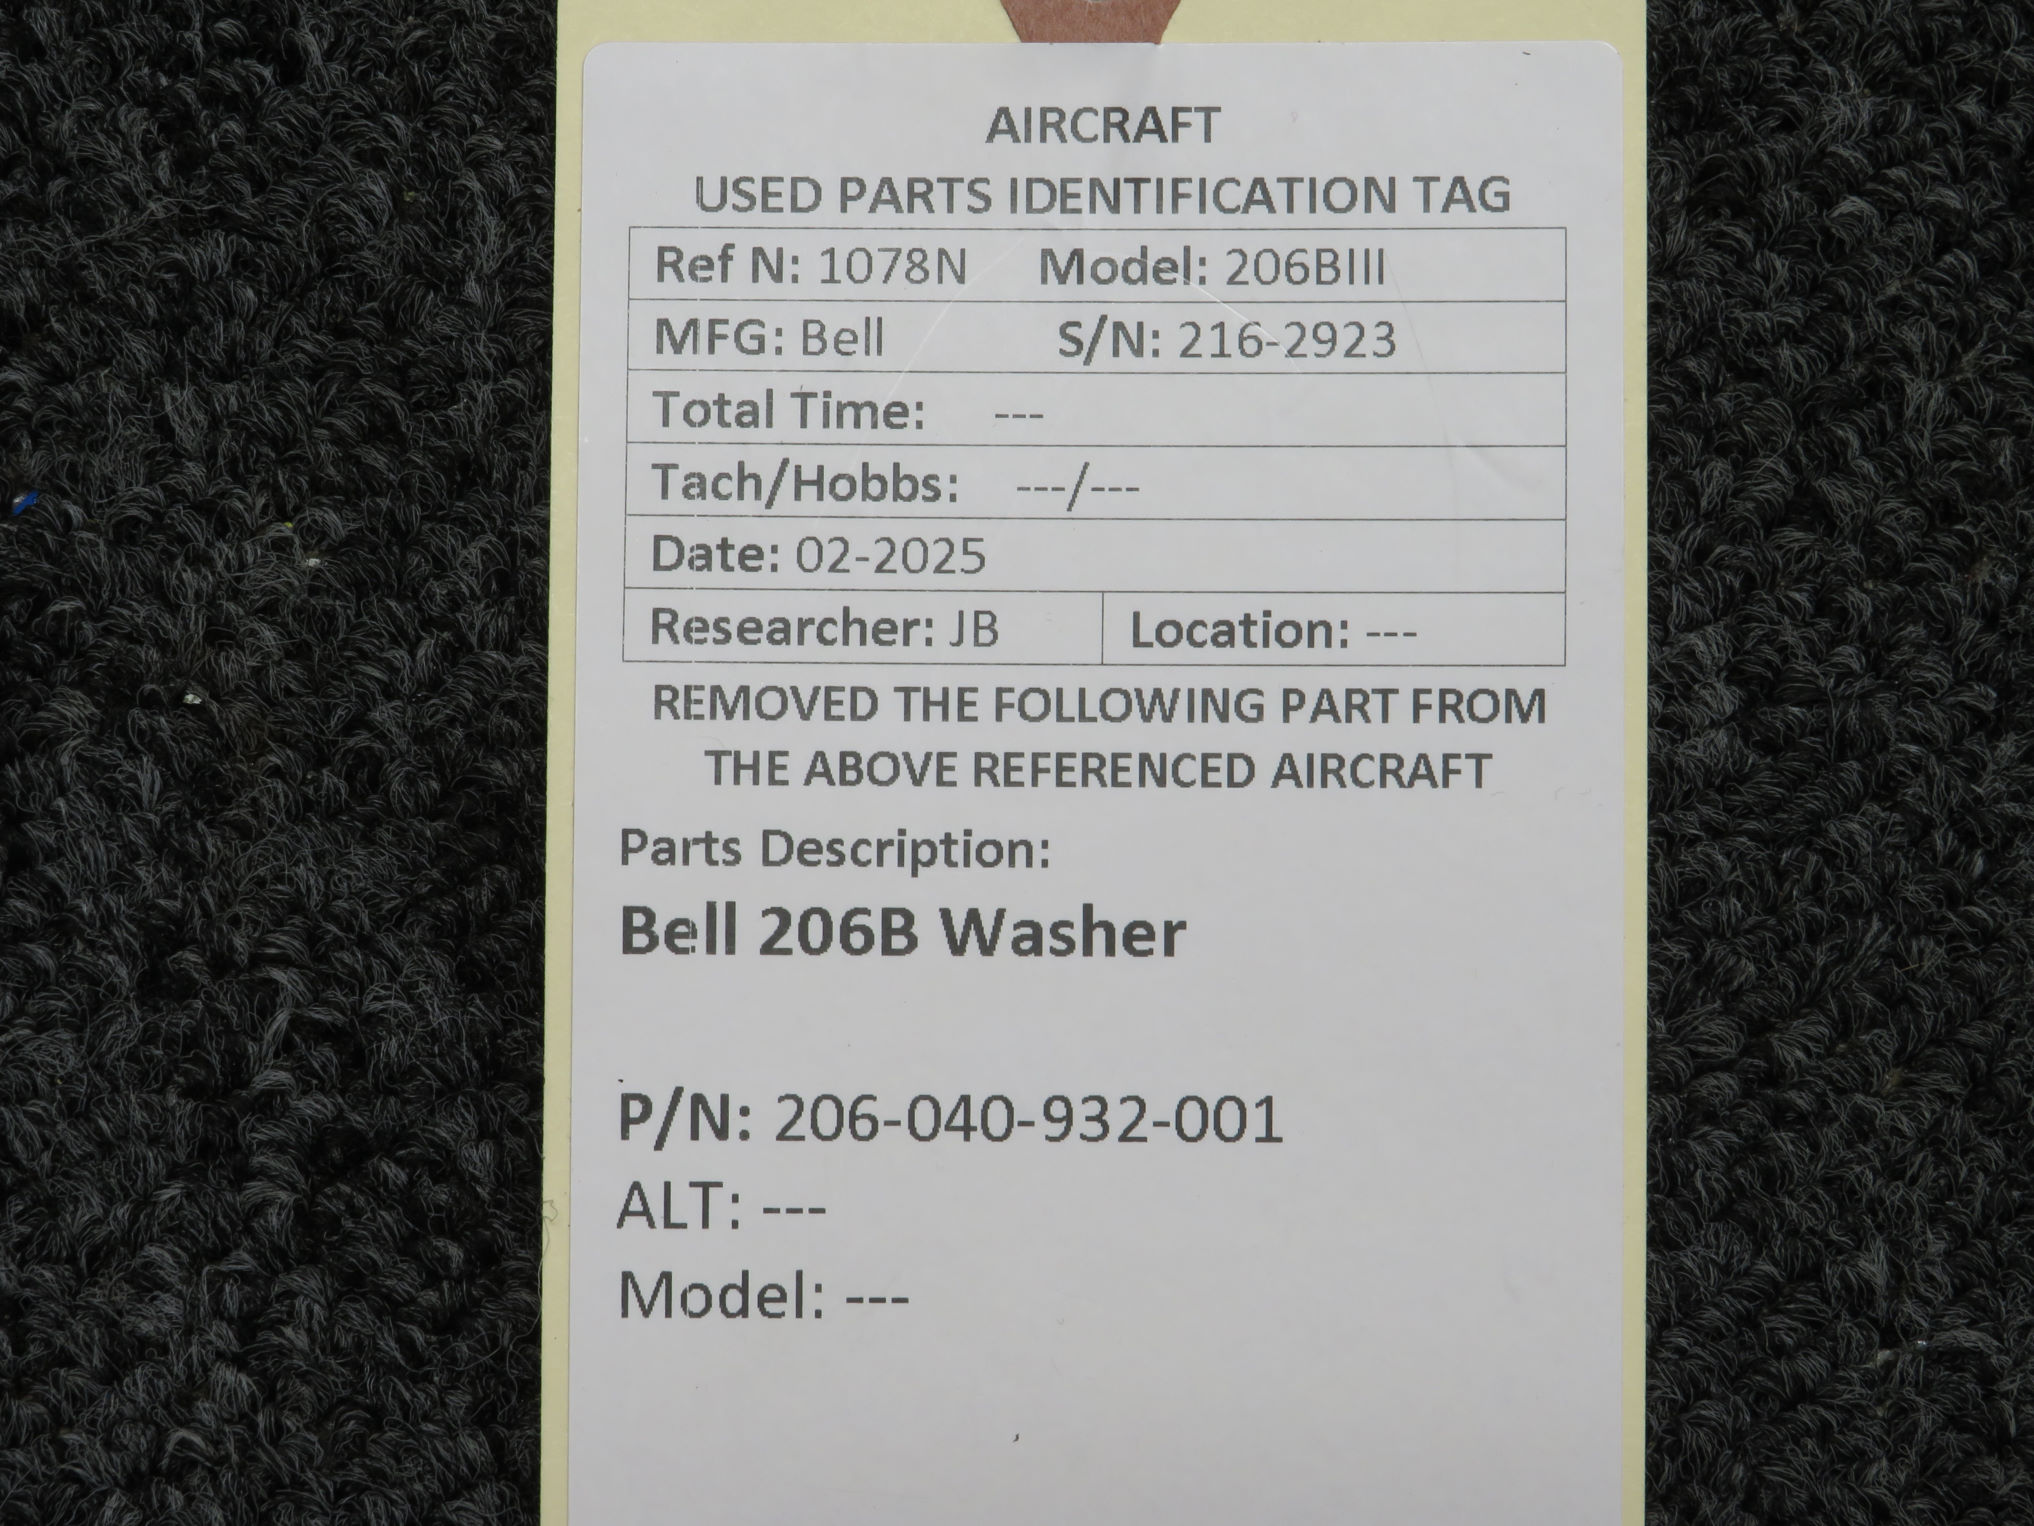 AIRCRAFT
USED PARTS IDENTIFICATION TAG
Ref N: 1078N Model: 206BIII
MFG: Bell S/N: 216-2923
Total Time: ---
Tach/Hobbs: ---/---
Date: 02-2025
Researcher: JB Location: ---
REMOVED THE FOLLOWING PART FROM
THE ABOVE REFERENCED AIRCRAFT
Parts Description:
Bell 206B Washer
P/N: 206-040-932-001
ALT: ---
Model: ---